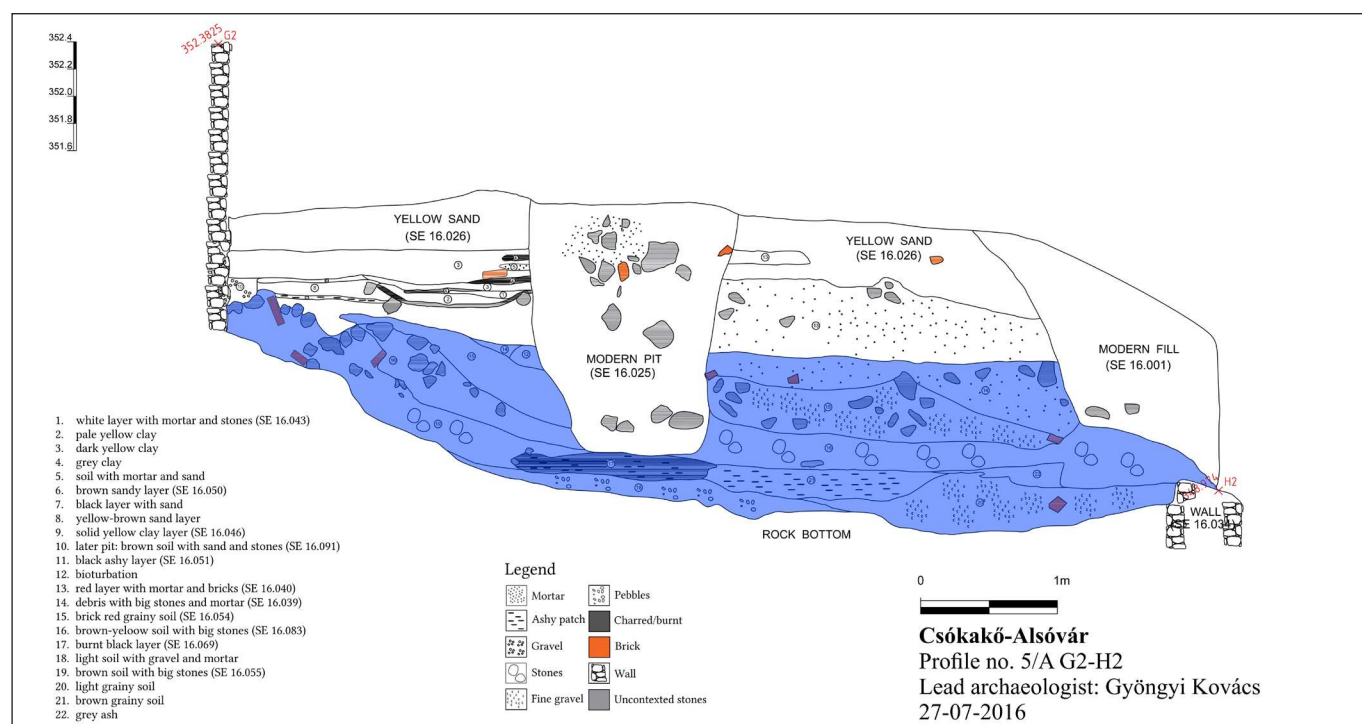 352.3825
G2
352.4
352.2
352.0
351.8
351.6
YELLOW SAND
(SE 16.026)
YELLOW SAND
(SE 16.026)
MODERN PIT
(SE 16.025)
MODERN FILL
(SE 16.001)
H2
WALL
(SE 16.034)
ROCK BOTTOM
1. white layer with mortar and stones (SE 16.043)
2. pale yellow clay
3. dark yellow clay
4. grey clay
5. soil with mortar and sand
6. brown sandy layer (SE 16.050)
7. black layer with sand
8. yellow-brown sand layer
9. solid yellow clay layer (SE 16.046)
10. later pit: brown soil with sand and stones (SE 16.091)
11. black ashy layer (SE 16.051)
12. bioturbation
13. red layer with mortar and bricks (SE 16.040)
14. debris with big stones and mortar (SE 16.039)
15. brick red grainy soil (SE 16.054)
16. brown-yeloow soil with big stones (SE 16.083)
17. burnt black layer (SE 16.069)
18. light soil with gravel and mortar
19. brown soil with big stones (SE 16.055)
20. light grainy soil
21. brown grainy soil
22. grey ash
Legend
Mortar
Pebbles
Ashy patch
Charred/burnt
Gravel
Brick
Stones
Wall
Fine gravel
Uncontexted stones
0 1m
Csókakő-Alsóvár
Profile no. 5/A G2-H2
Lead archaeologist: Gyöngyi Kovács
27-07-2016